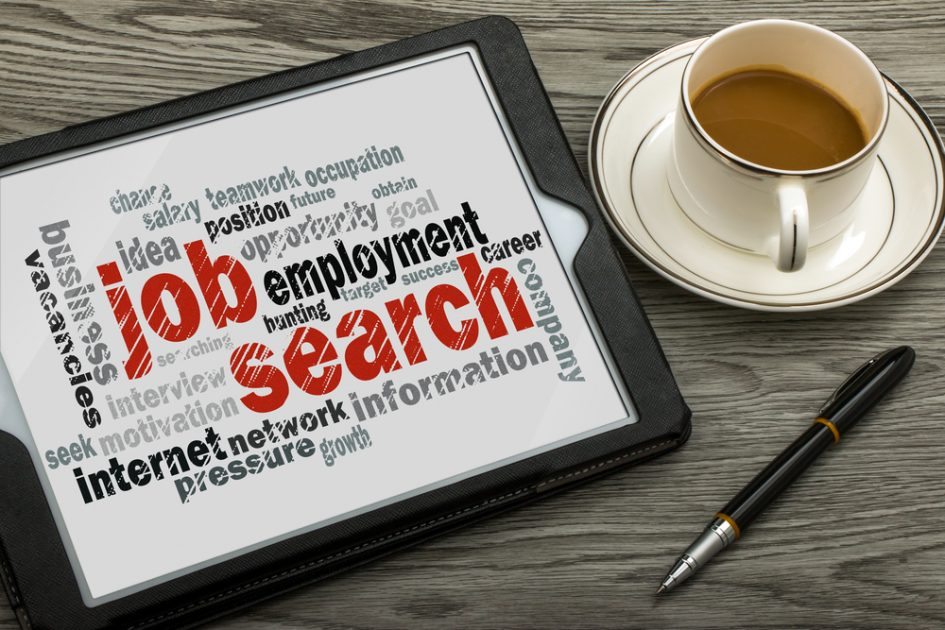 chance
salary
teamwork
occupation
idea
position
future
obtain
opportunity
goal
business
vacancies
job
employment
career
hunting
target
success
company
searching
search
interview
motivation
information
seek
internet
network
pressure
growth